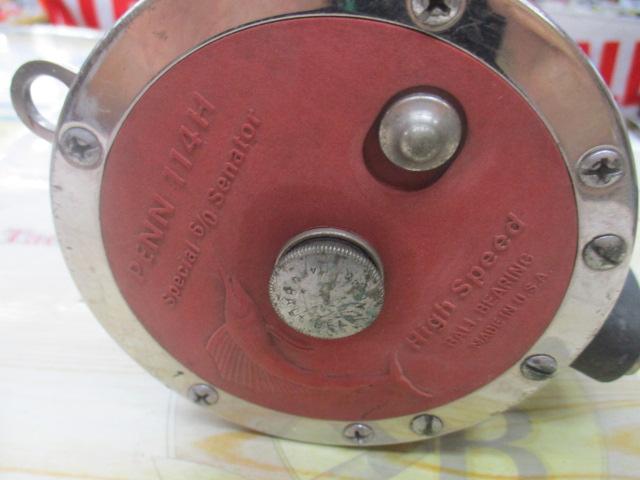 PENN 114H
Special 6/0 Senator
High Speed
BALL BEARING
MADE IN U.S.A.